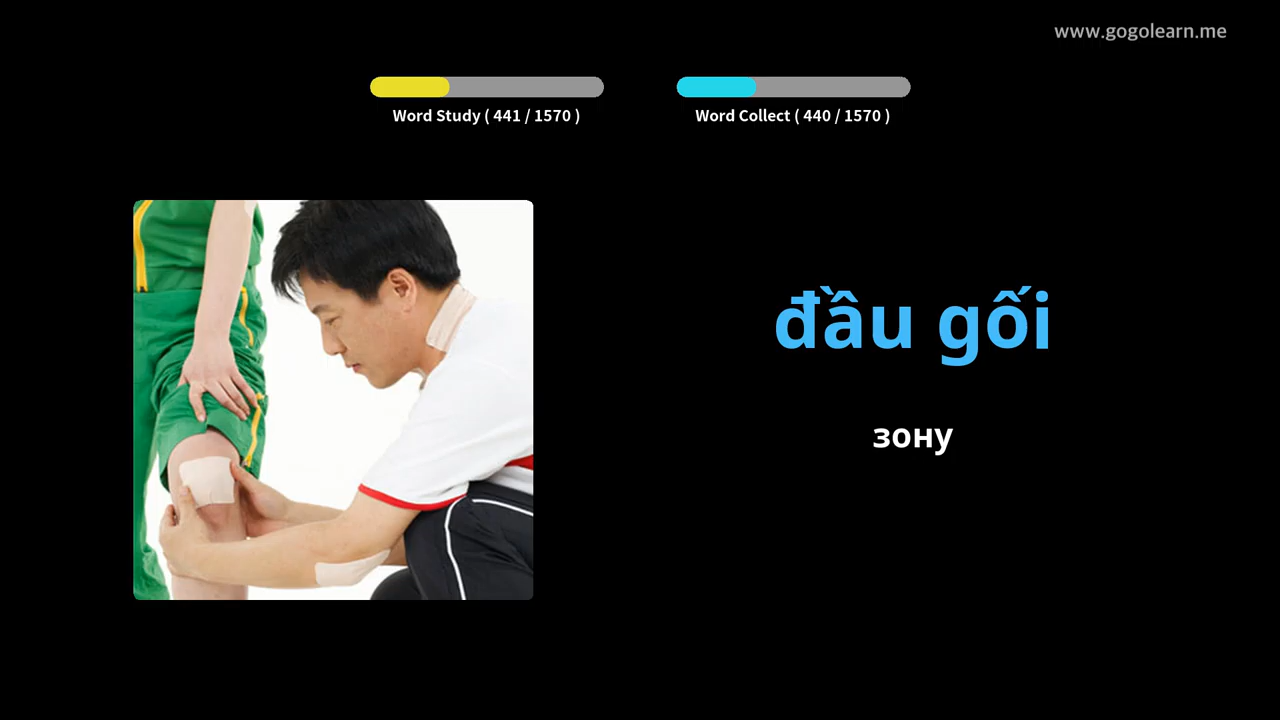 www.gogolearn.me
Word Study ( 441 / 1570 )
Word Collect ( 440 / 1570 )
đầu gối
зону